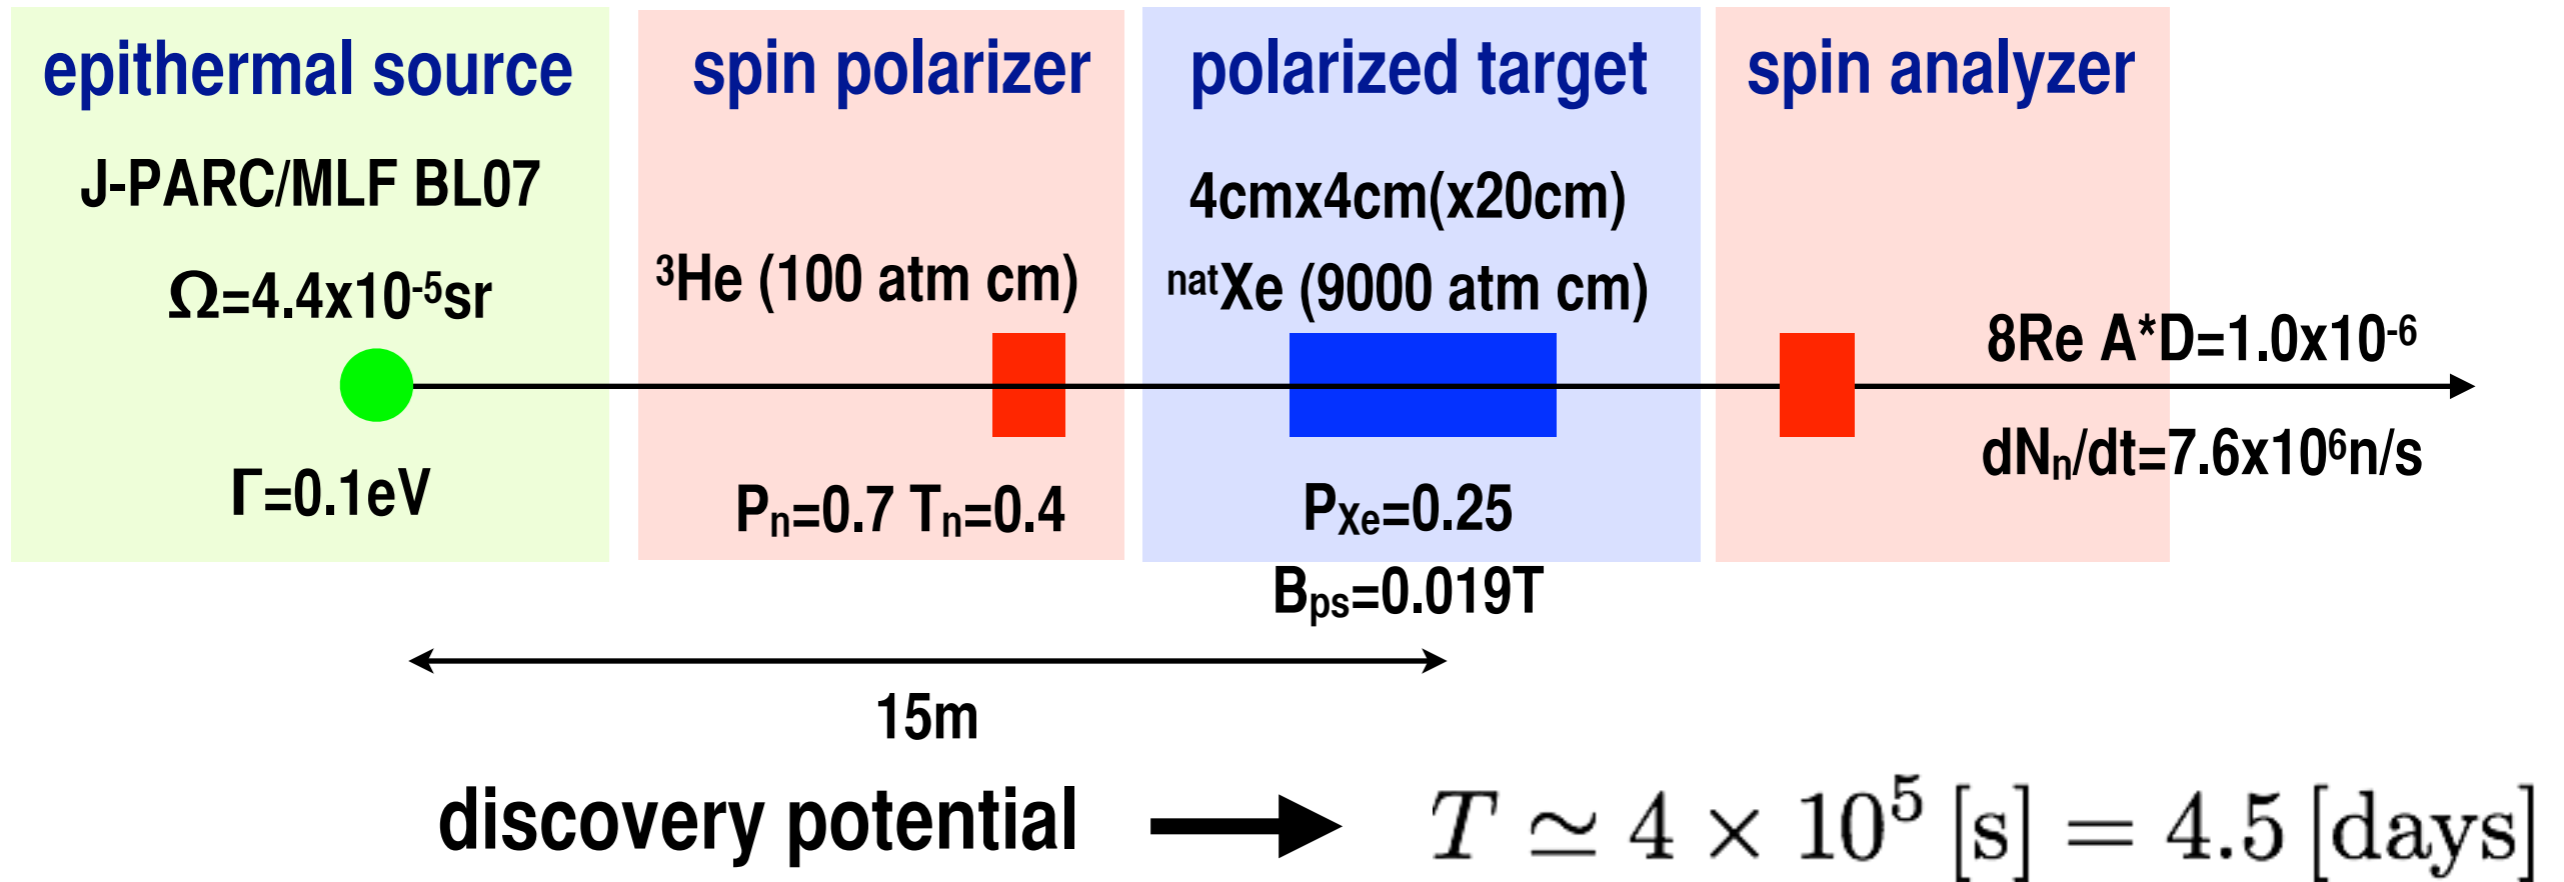 epithermal source
J-PARC/MLF BL07
Ω=4.4x10⁻⁵sr
Γ=0.1eV
spin polarizer
³He (100 atm cm)
Pₙ=0.7 Tₙ=0.4
polarized target
4cmx4cm(x20cm)
ⁿᵃᵗXe (9000 atm cm)
Pₓₑ=0.25
Bₚₛ=0.019T
spin analyzer
8Re A*D=1.0x10⁻⁶
dNₙ/dt=7.6x10⁶n/s
15m
discovery potential → T ≃ 4 × 10⁵ [s] = 4.5 [days]